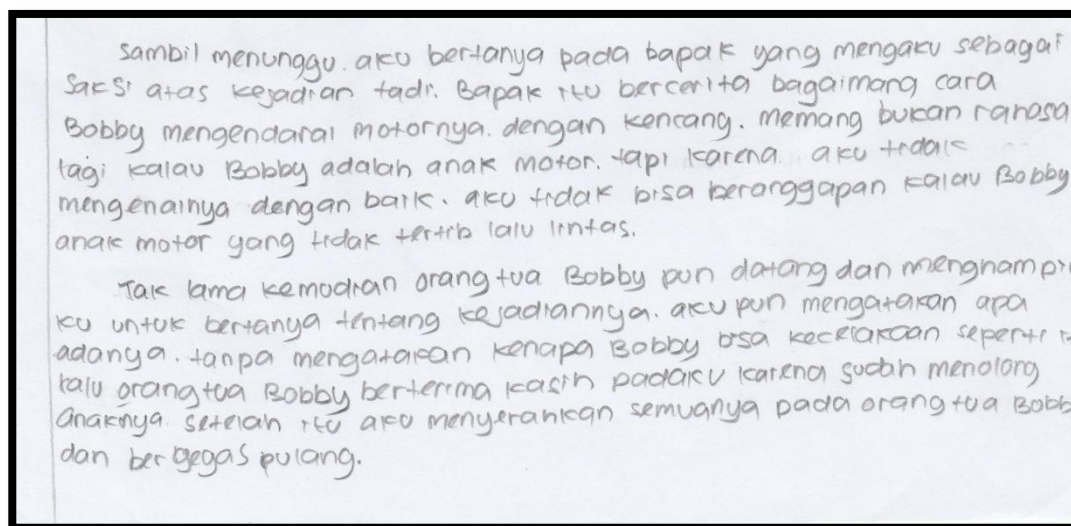 sambil menunggu. aku bertanya pada bapak yang mengaku sebagai
saksi atas kejadian tadi. Bapak itu bercerita bagaimana cara
Bobby mengendarai motornya. dengan kencang. memang bukan rahasa
lagi kalau Bobby adalah anak motor. tapi karena aku tidak
mengenalnya dengan baik. aku tidak bisa beranggapan kalau Bobby
anak motor yang tidak tertib lalu lintas.
Tak lama kemudian orang tua Bobby pun datang dan menghampi
ku untuk bertanya tentang kejadiannya. aku pun mengatakan apa
adanya. tanpa mengatakan kenapa Bobby bisa kecelakaan seperti
lalu orang tua Bobby berterima kasih padaku karena sudah menolong
anaknya. setelah itu aku menyerahkan semuanya pada orang tua Bobb
dan bergegas pulang.